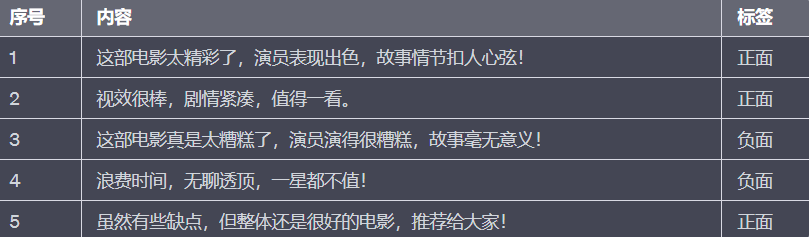 序号 内容 标签
1 这部电影太精彩了，演员表现出色，故事情节扣人心弦！ 正面
2 视效很棒，剧情紧凑，值得一看。 正面
3 这部电影真是太糟糕了，演员演得很糟糕，故事毫无意义！ 负面
4 浪费时间，无聊透顶，一星都不值！ 负面
5 虽然有些缺点，但整体还是很好的电影，推荐给大家！ 正面